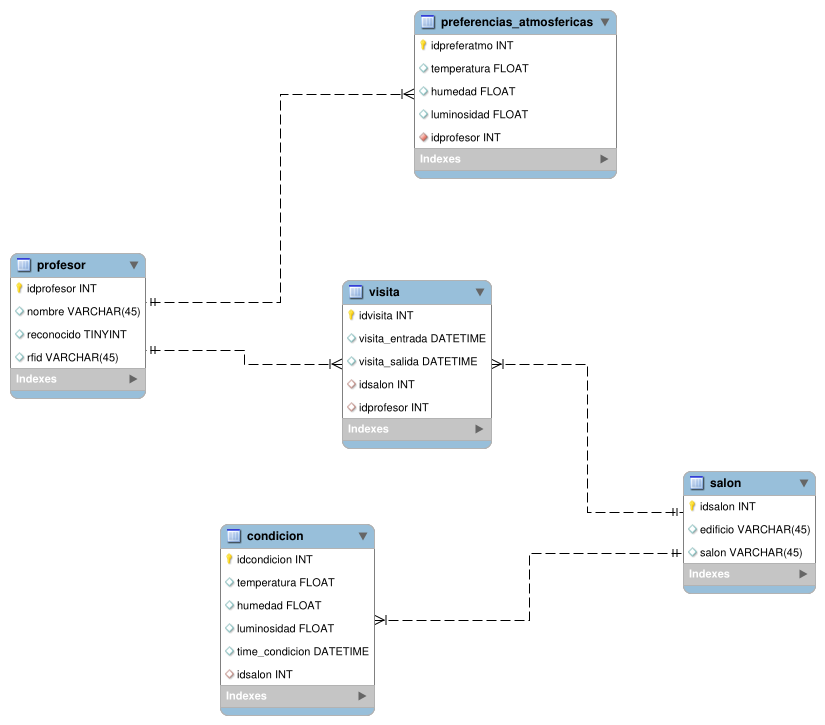 preferencias_atmosfericas
idpreferatmo INT
temperatura FLOAT
humedad FLOAT
luminosidad FLOAT
idprofesor INT
Indexes
profesor
idprofesor INT
nombre VARCHAR(45)
reconocido TINYINT
rfid VARCHAR(45)
Indexes
visita
idvisita INT
visita_entrada DATETIME
visita_salida DATETIME
idsalon INT
idprofesor INT
Indexes
salon
idsalon INT
edificio VARCHAR(45)
salon VARCHAR(45)
Indexes
condicion
idcondicion INT
temperatura FLOAT
humedad FLOAT
luminosidad FLOAT
time_condicion DATETIME
idsalon INT
Indexes